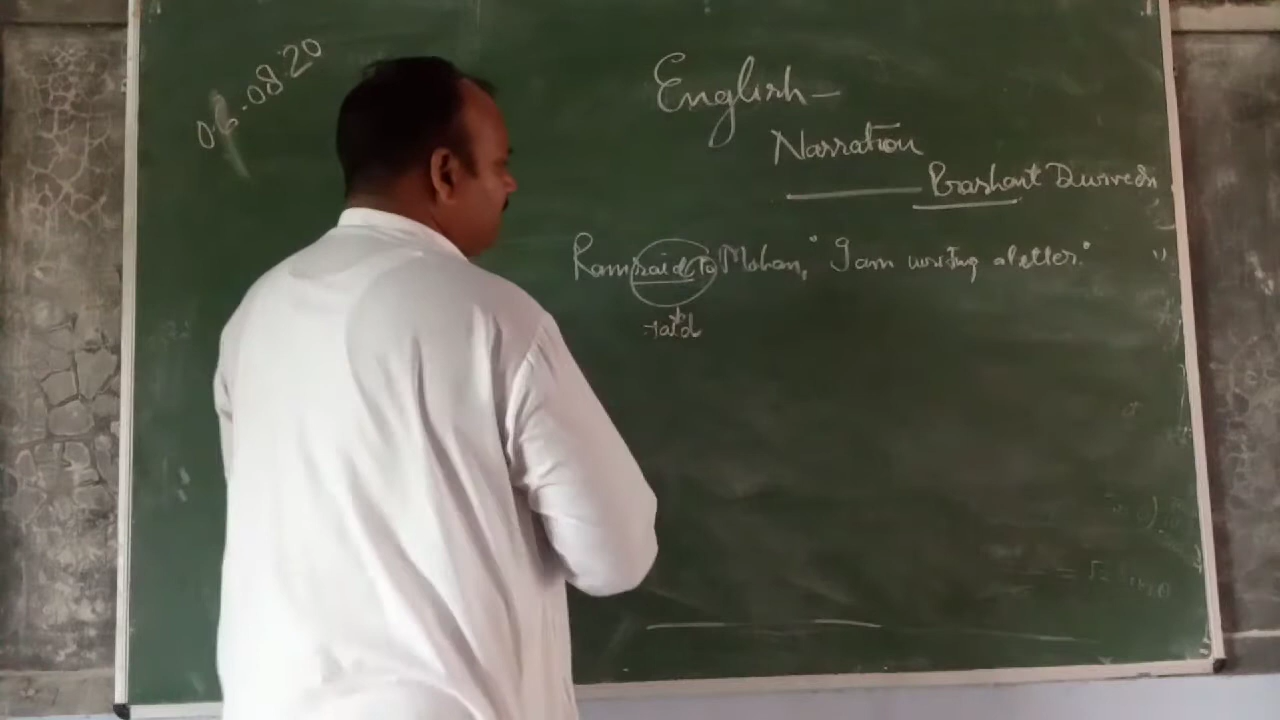 06.08.20
English-
Narration
Prashant Dwivedi
Ram said to Mohan, "I am writing a letter."
told